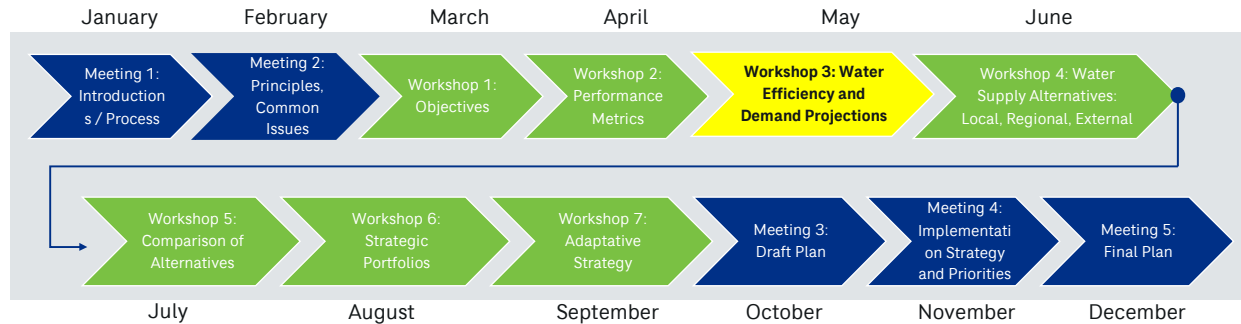 January
February
March
April
May
June
Meeting 1:
Introduction
s / Process
Meeting 2:
Principles,
Common
Issues
Workshop 1:
Objectives
Workshop 2:
Performance
Metrics
Workshop 3: Water
Efficiency and
Demand Projections
Workshop 4: Water
Supply Alternatives:
Local, Regional, External
Workshop 5:
Comparison of
Alternatives
Workshop 6:
Strategic
Portfolios
Workshop 7:
Adaptative
Strategy
Meeting 3:
Draft Plan
Meeting 4:
Implementati
on Strategy
and Priorities
Meeting 5:
Final Plan
July
August
September
October
November
December